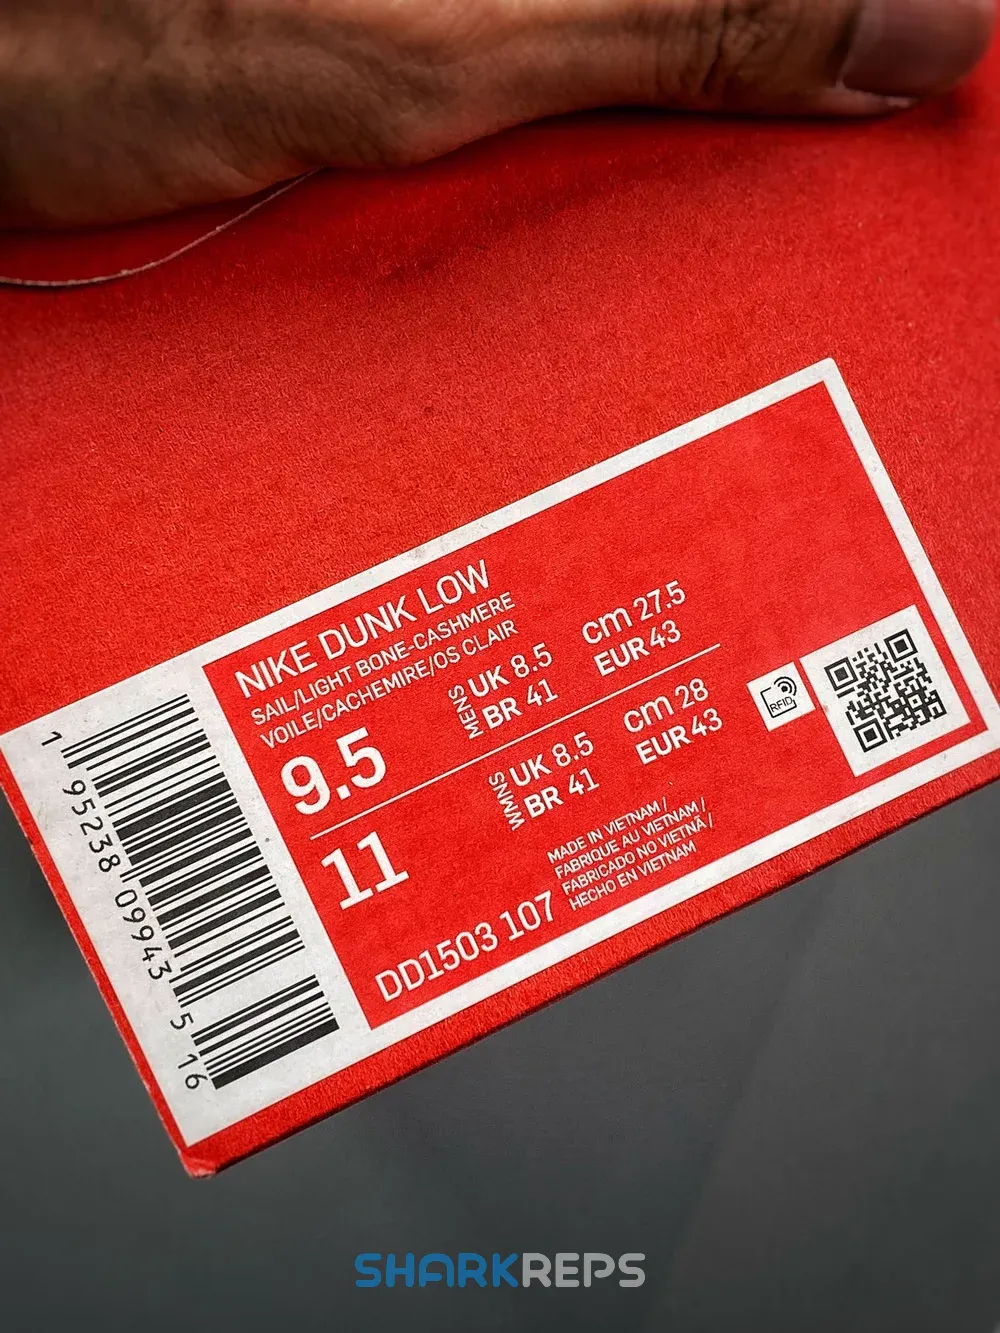 NIKE DUNK LOW
SAIL/LIGHT BONE-CASHMERE
VOILE/CACHEMIRE/OS CLAIR
9.5
MENS
UK 8.5
BR 41
cm 27.5
EUR 43
11
WMNS
UK 8.5
BR 41
cm 28
EUR 43
RFID
MADE IN VIETNAM /
FABRIQUE AU VIETNAM /
FABRICADO NO VIETNÃ /
HECHO EN VIETNAM
DD1503 107
1 95238 09943 5 16
SHARKREPS